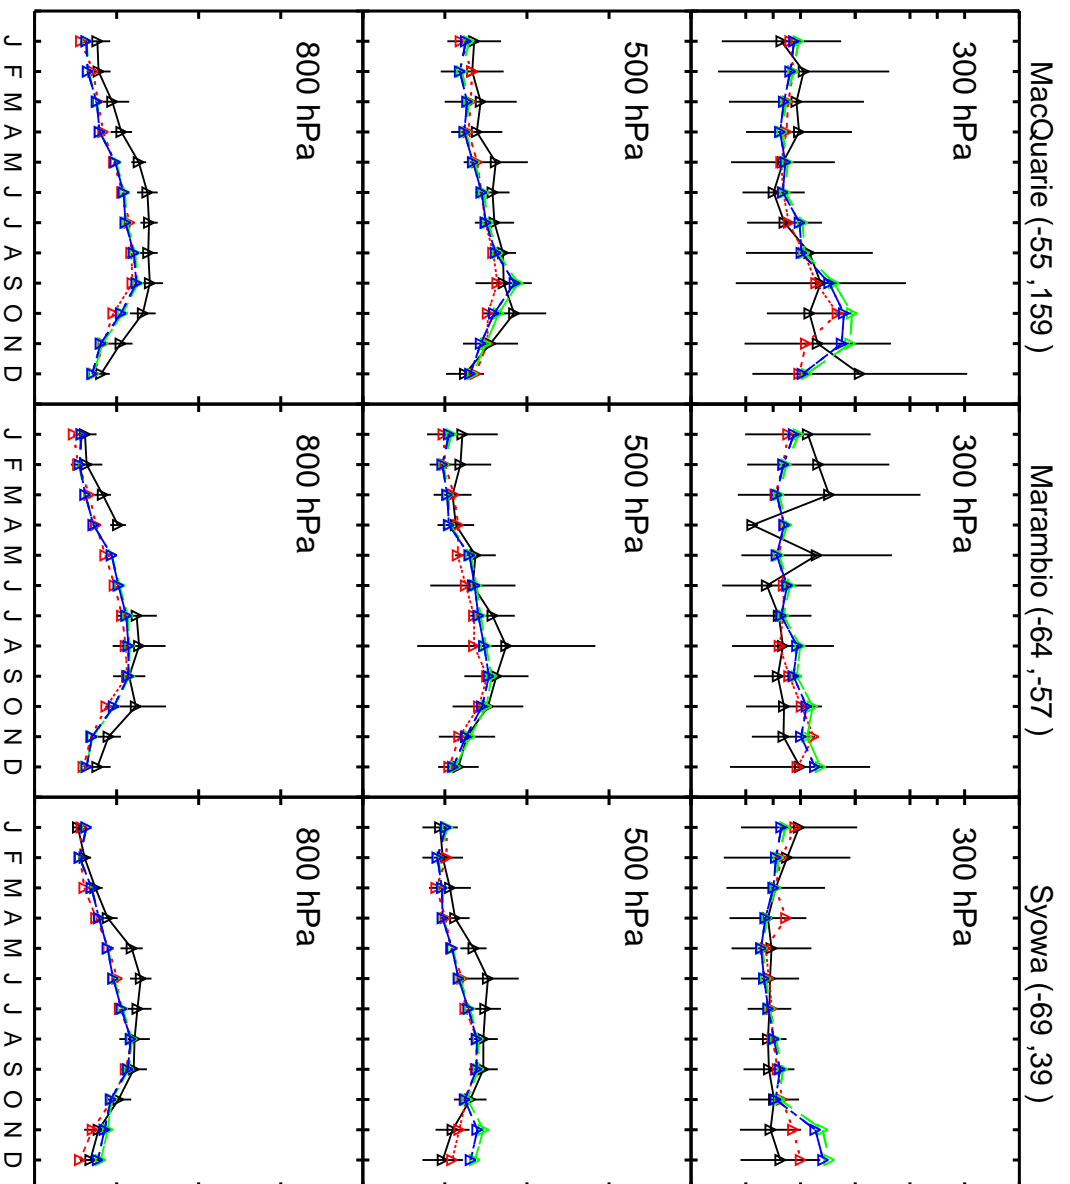 MacQuarie (-55 ,159 )
300 hPa
500 hPa
800 hPa
J F M A M J J A S O N D
Marambio (-64 ,-57 )
300 hPa
500 hPa
800 hPa
J F M A M J J A S O N D
Syowa (-69 ,39 )
300 hPa
500 hPa
800 hPa
J F M A M J J A S O N D